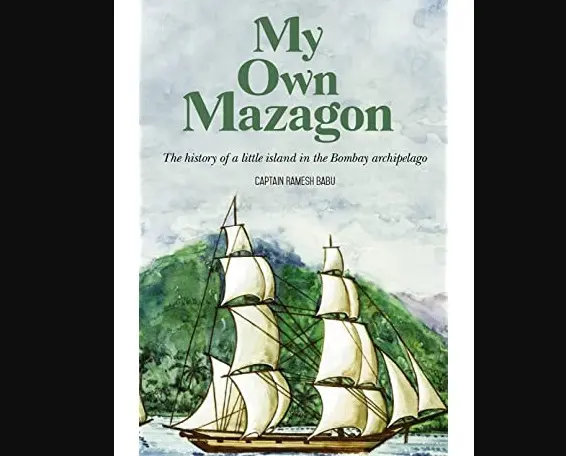 My
Own
Mazagon
The history of a little island in the Bombay archipelago
CAPTAIN RAMESH BABU